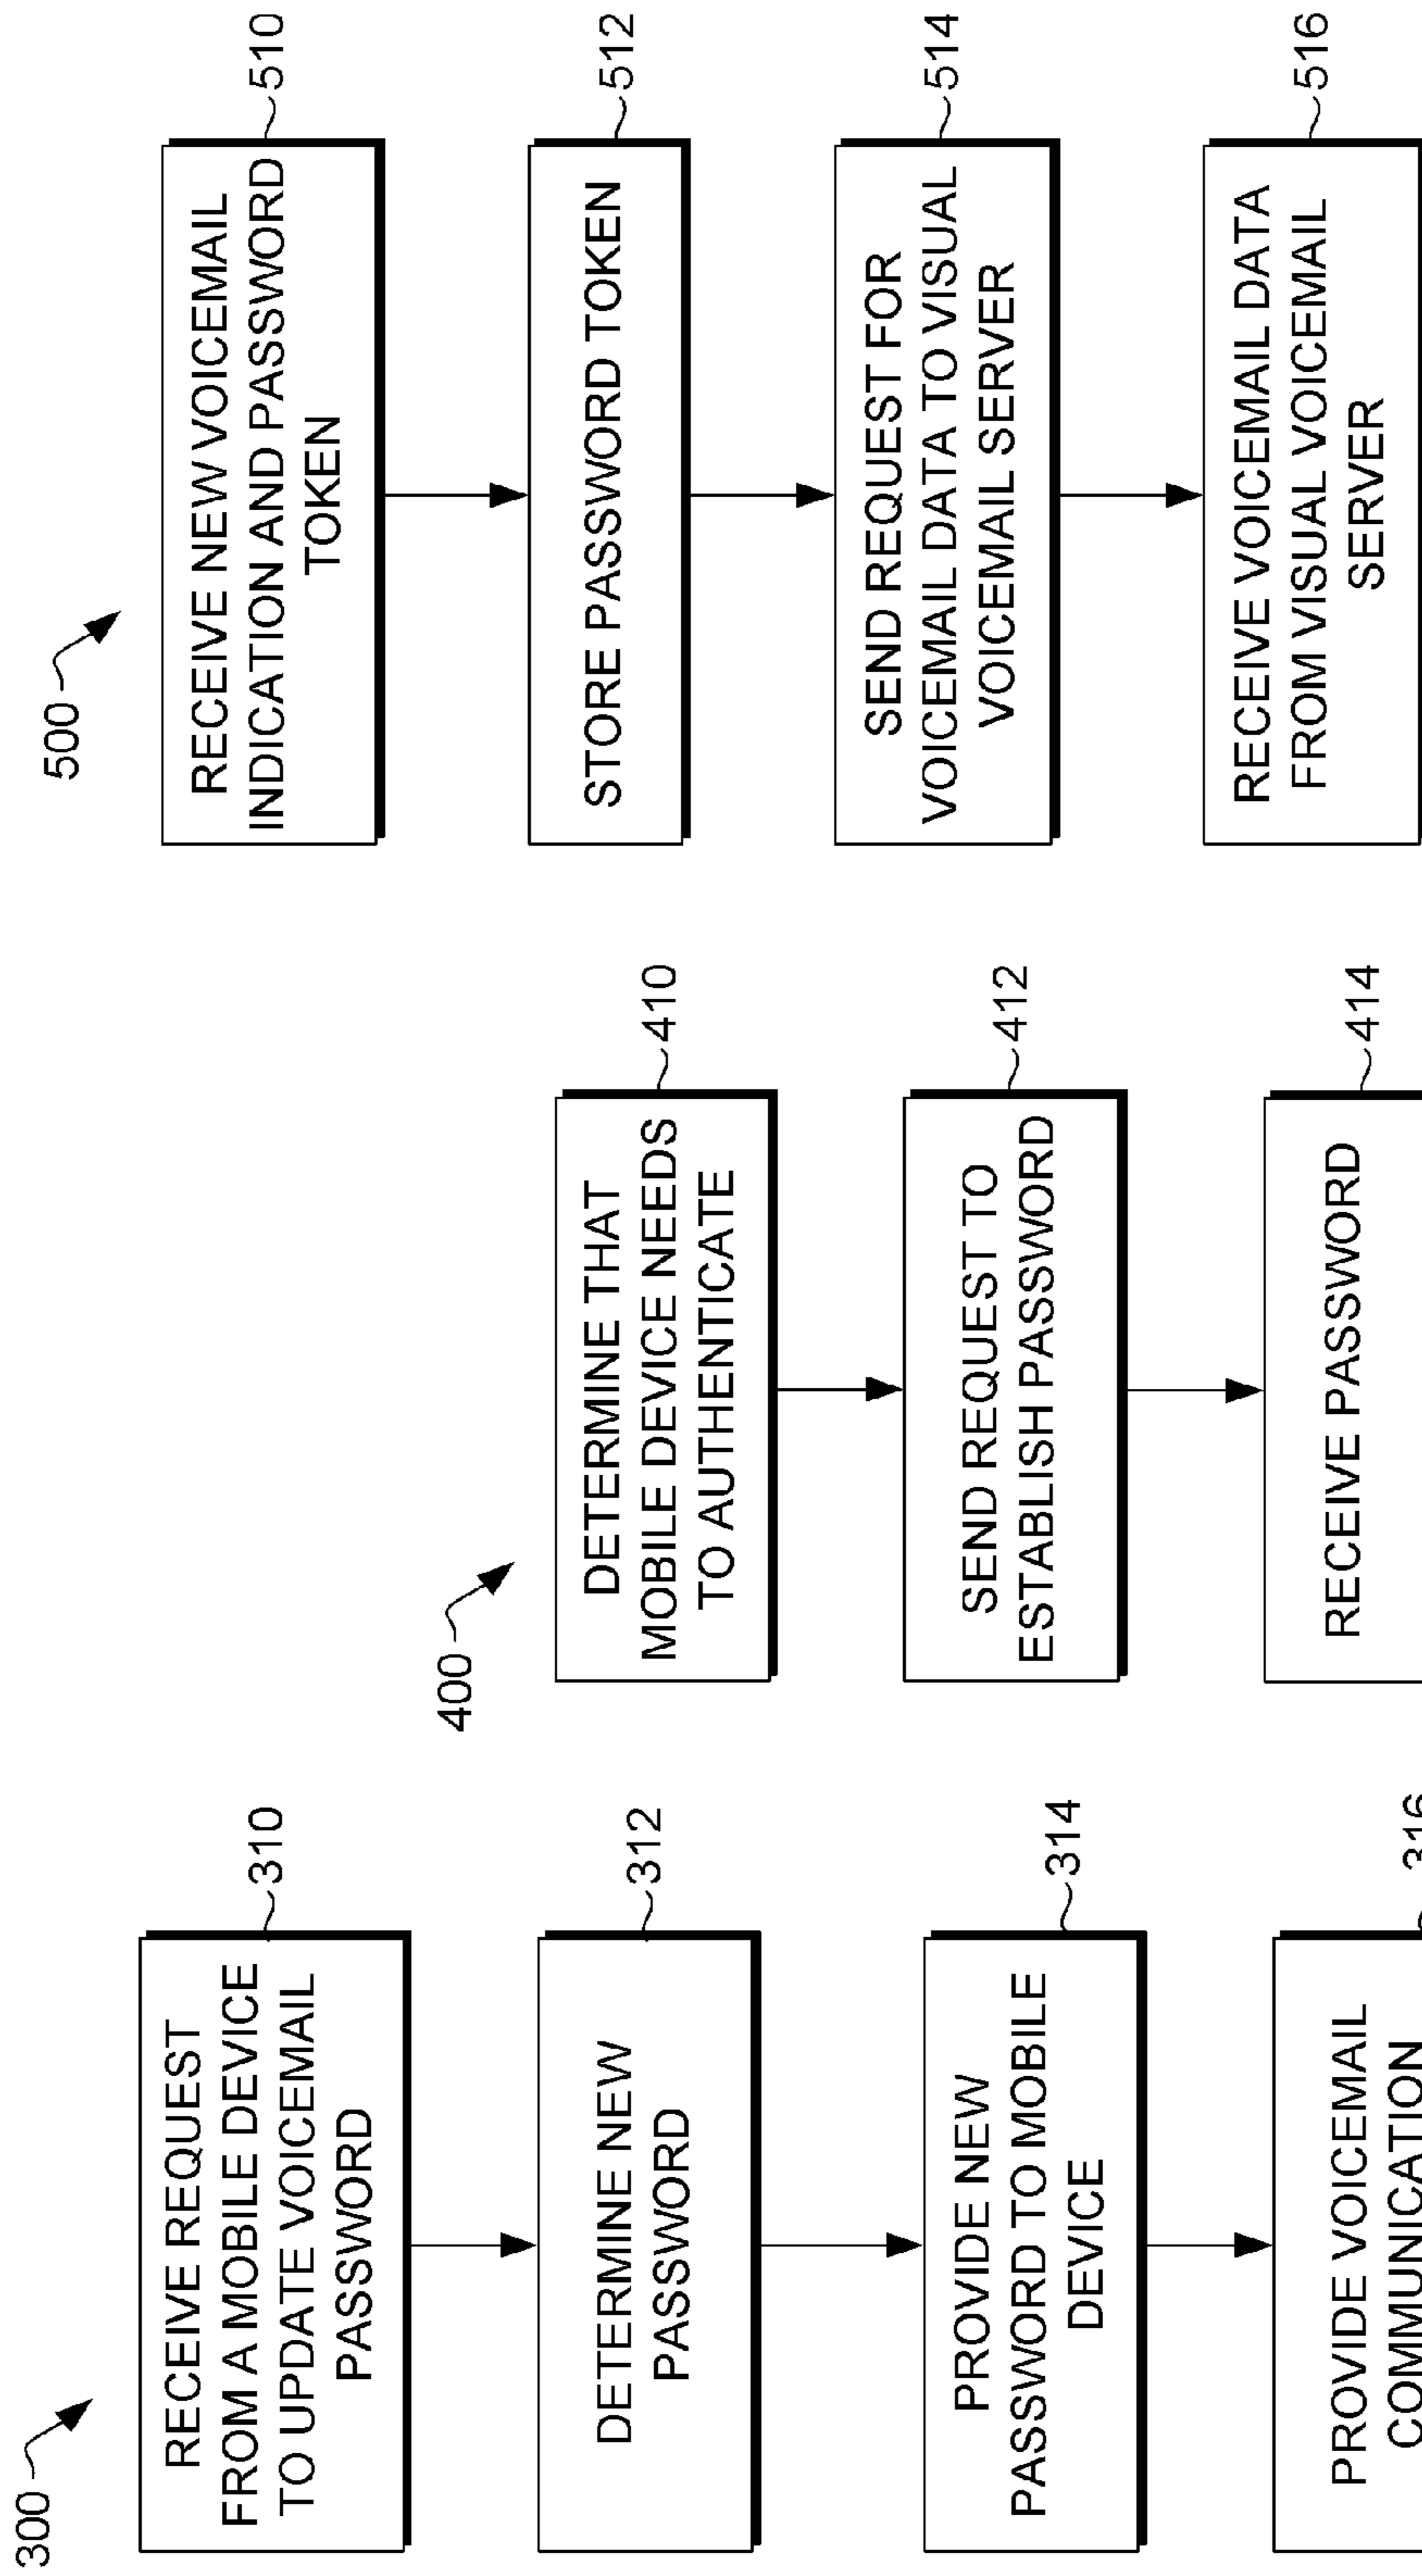 300
RECEIVE REQUEST
FROM A MOBILE DEVICE
TO UPDATE VOICEMAIL
PASSWORD
310
DETERMINE NEW
PASSWORD
312
PROVIDE NEW
PASSWORD TO MOBILE
DEVICE
314
PROVIDE VOICEMAIL
COMMUNICATION
316
400
DETERMINE THAT
MOBILE DEVICE NEEDS
TO AUTHENTICATE
410
SEND REQUEST TO
ESTABLISH PASSWORD
412
RECEIVE PASSWORD
414
500
RECEIVE NEW VOICEMAIL
INDICATION AND PASSWORD
TOKEN
510
STORE PASSWORD TOKEN
512
SEND REQUEST FOR
VOICEMAIL DATA TO VISUAL
VOICEMAIL SERVER
514
RECEIVE VOICEMAIL DATA
FROM VISUAL VOICEMAIL
SERVER
516